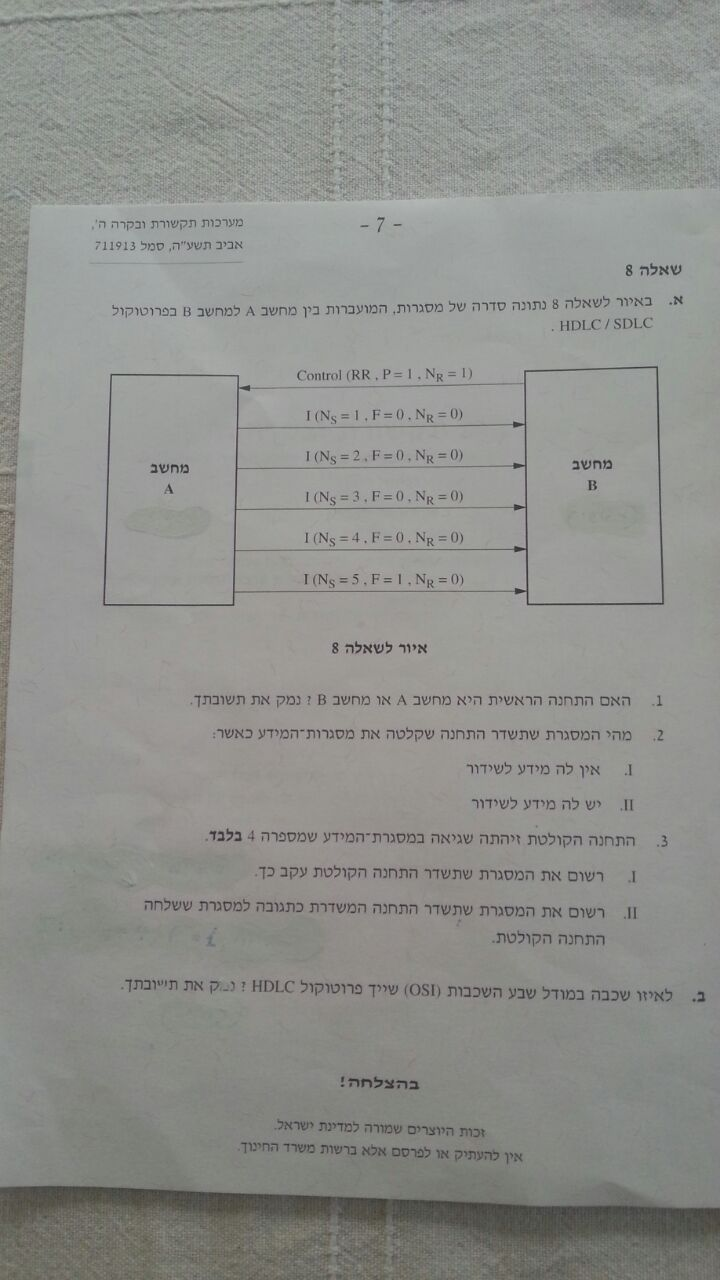 מערכות תקשורת ובקרה ה',
אביב תשע"ה, סמל 711913
- 7 -
שאלה 8
א. באיור לשאלה 8 נתונה סדרה של מסגרות, המועברות בין מחשב A למחשב B בפרוטוקול
HDLC / SDLC .
Control (RR , P = 1 , NR = 1)
I (NS = 1 , F = 0 , NR = 0)
I (NS = 2 , F = 0 , NR = 0)
I (NS = 3 , F = 0 , NR = 0)
I (NS = 4 , F = 0 , NR = 0)
I (NS = 5 , F = 1 , NR = 0)
מחשב
A
מחשב
B
איור לשאלה 8
1. האם התחנה הראשית היא מחשב A או מחשב B ? נמק את תשובתך.
2. מהי המסגרת שתשדר התחנה שקלטה את מסגרות־המידע כאשר:
I. אין לה מידע לשידור
II. יש לה מידע לשידור
3. התחנה הקולטת זיהתה שגיאה במסגרת־המידע שמספרה 4 בלבד.
I. רשום את המסגרת שתשדר התחנה הקולטת עקב כך.
II. רשום את המסגרת שתשדר התחנה המשדרת כתגובה למסגרת ששלחה
התחנה הקולטת.
ב. לאיזו שכבה במודל שבע השכבות (OSI) שייך פרוטוקול HDLC ? נמק את תשובתך.
בהצלחה!
זכות היוצרים שמורה למדינת ישראל.
אין להעתיק או לפרסם אלא ברשות משרד החינוך.